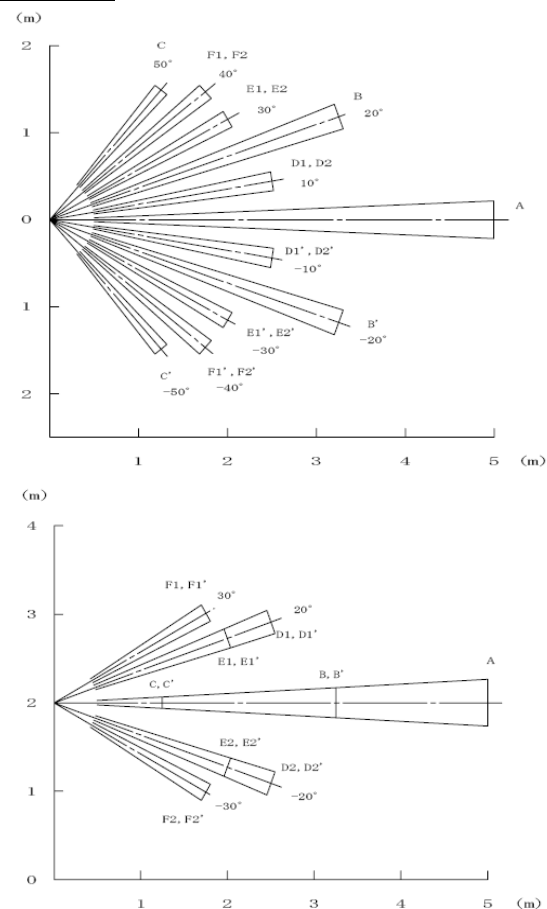 (m)
2
C
50°
F1, F2
40°
E1, E2
30°
B
20°
1
D1, D2
10°
A
0
D1', D2'
-10°
1
B'
-20°
E1', E2'
-30°
F1', F2'
-40°
C'
-50°
2
1 2 3 4 5 (m)
(m)
4
F1, F1'
30°
20°
3
D1, D1'
E1, E1'
A
B, B'
C, C'
2
E2, E2'
D2, D2'
-20°
-30°
1
F2, F2'
0
1 2 3 4 5 (m)